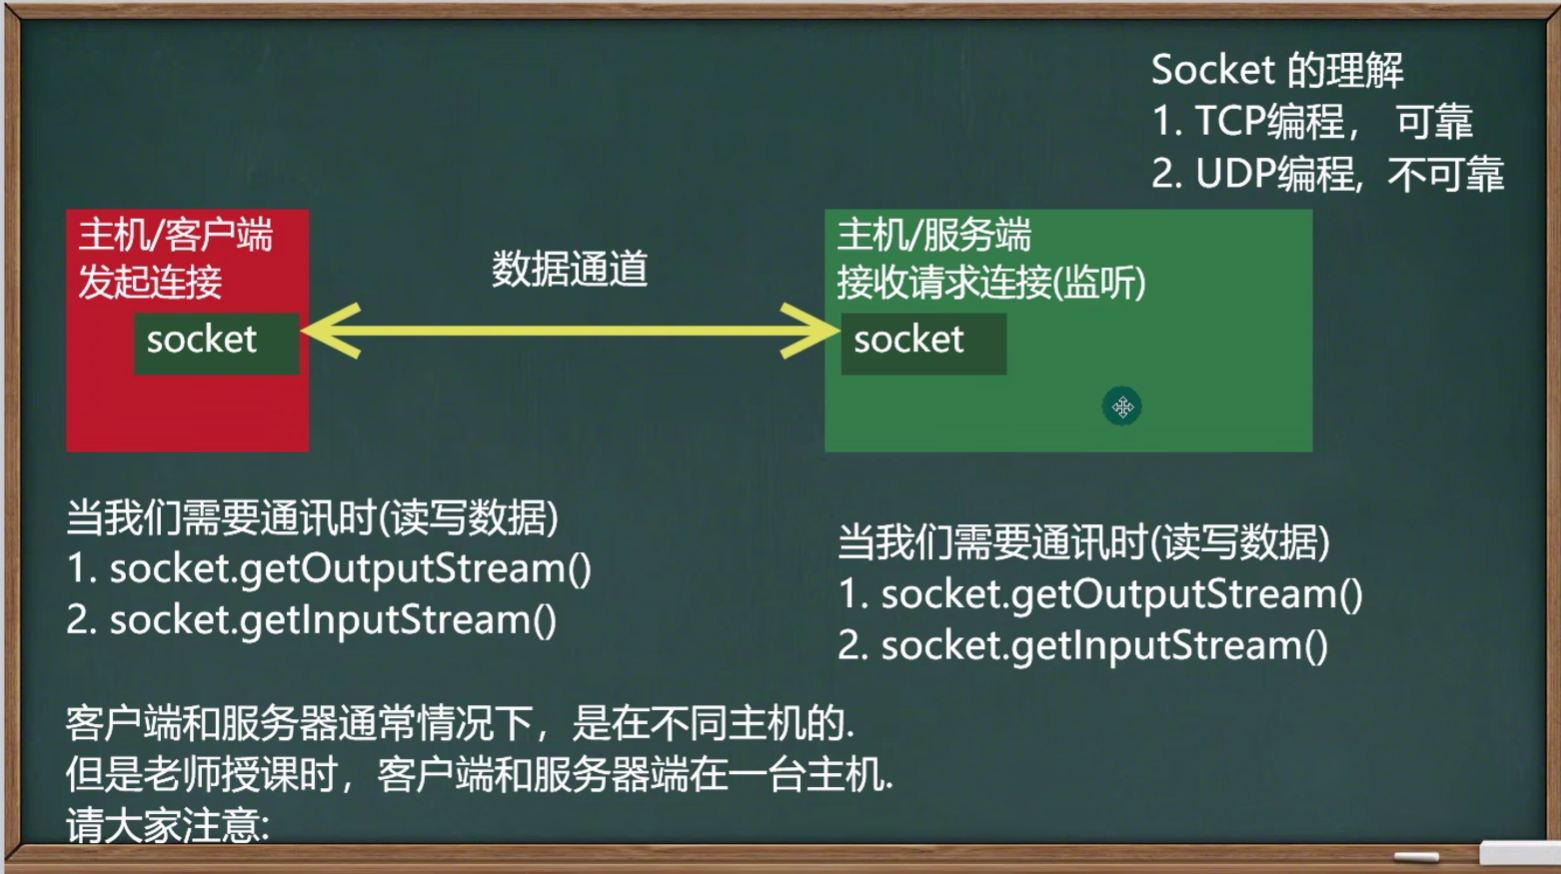 Socket 的理解
1. TCP编程， 可靠
2. UDP编程, 不可靠
主机/客户端
发起连接
socket
数据通道
主机/服务端
接收请求连接(监听)
socket
当我们需要通讯时(读写数据)
1. socket.getOutputStream()
2. socket.getInputStream()
当我们需要通讯时(读写数据)
1. socket.getOutputStream()
2. socket.getInputStream()
客户端和服务器通常情况下，是在不同主机的.
但是老师授课时，客户端和服务器端在一台主机.
请大家注意: